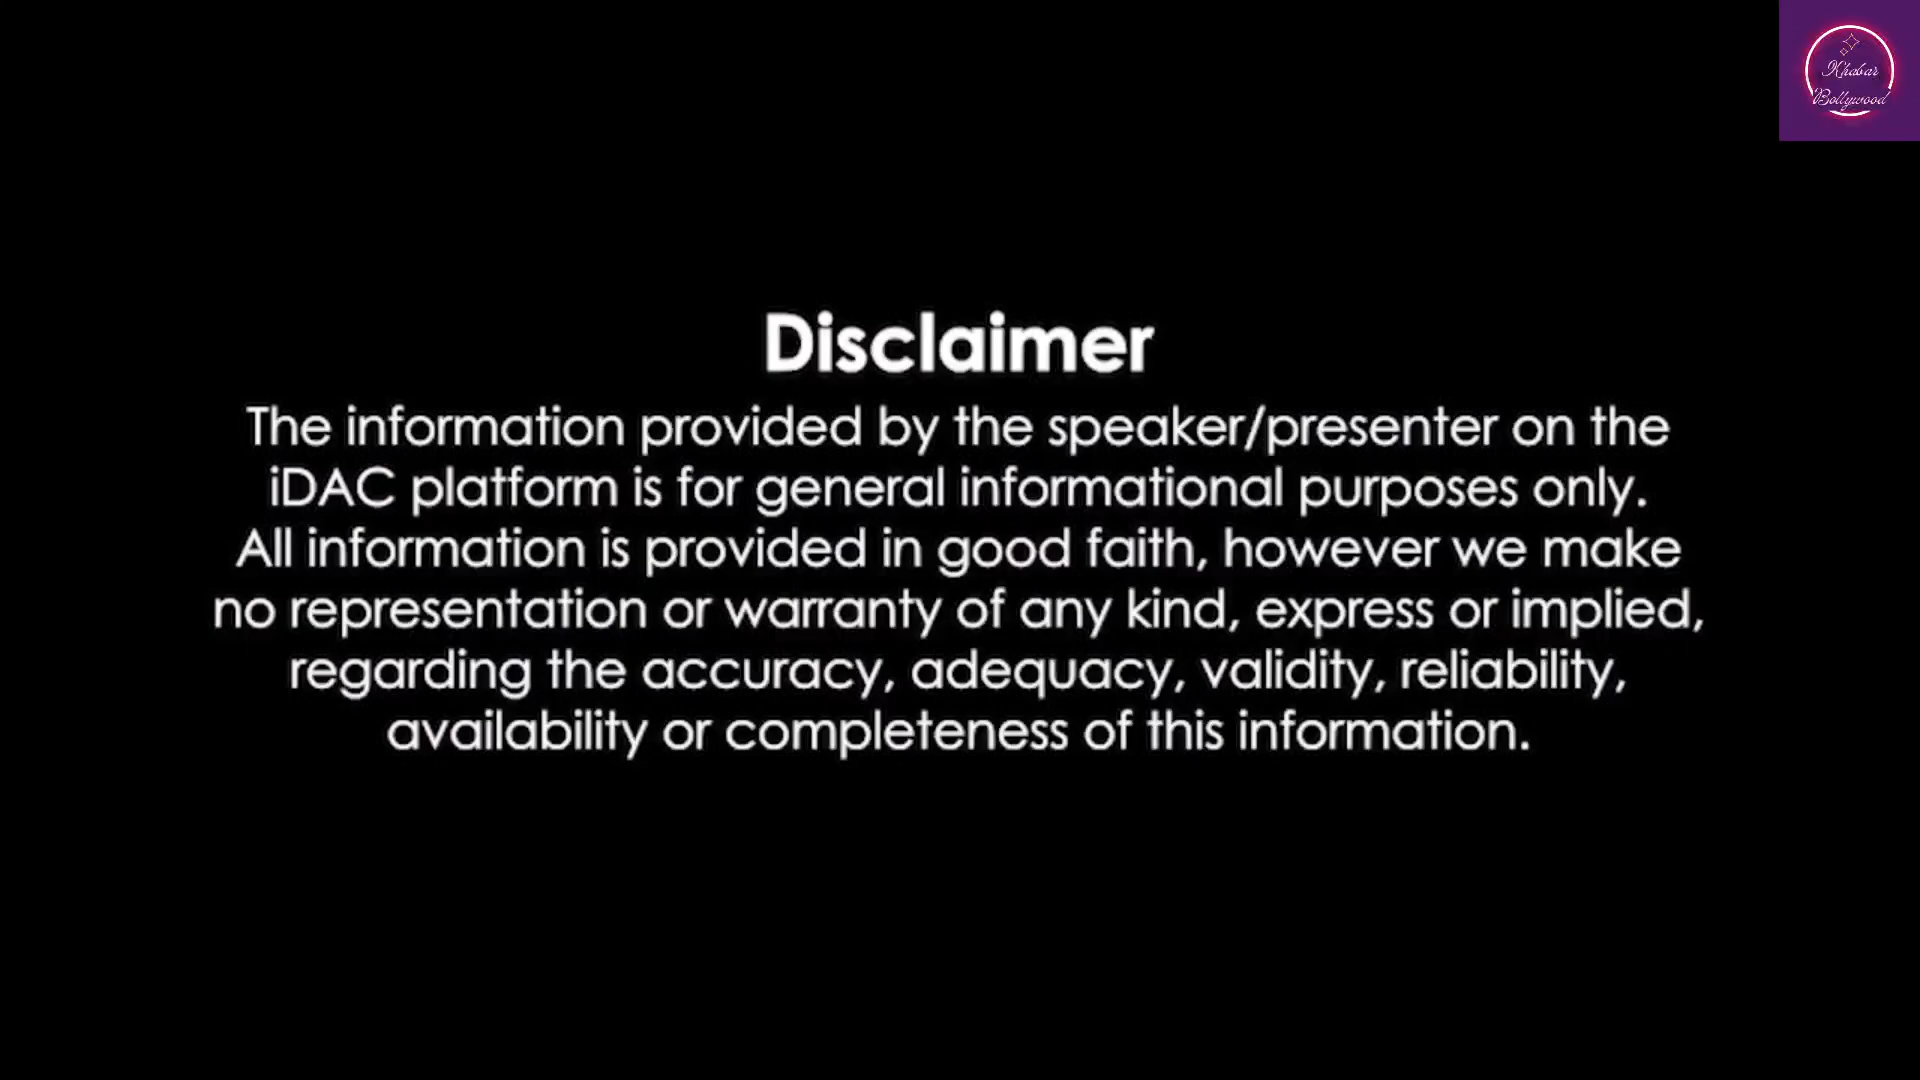 Khabar
Bollywood
Disclaimer
The information provided by the speaker/presenter on the
iDAC platform is for general informational purposes only.
All information is provided in good faith, however we make
no representation or warranty of any kind, express or implied,
regarding the accuracy, adequacy, validity, reliability,
availability or completeness of this information.